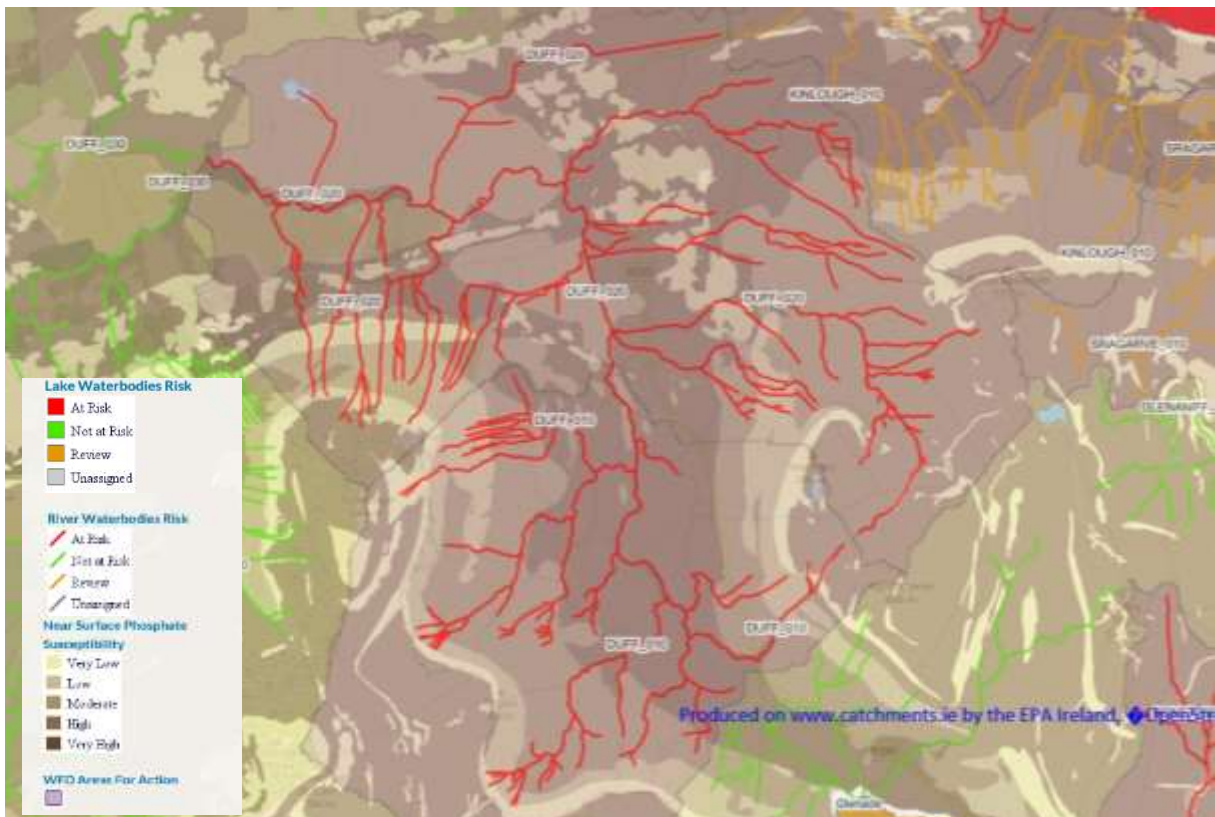 DUFF_020
KINLOUGH_010
DUFF_030
DUFF_030
DUFF_020
KINLOUGH_010
DUFF_020
DUFF_020
DUFF_020
SRAGARVE_010
DUFF_010
DUFF_010
DUFF_010
Glenade
Lake Waterbodies Risk
At Risk
Not at Risk
Review
Unassigned
River Waterbodies Risk
At Risk
Not at Risk
Review
Unassigned
Near Surface Phosphate
Susceptibility
Very Low
Low
Moderate
High
Very High
WFD Areas For Action
Produced on www.catchments.ie by the EPA Ireland, �OpenStre